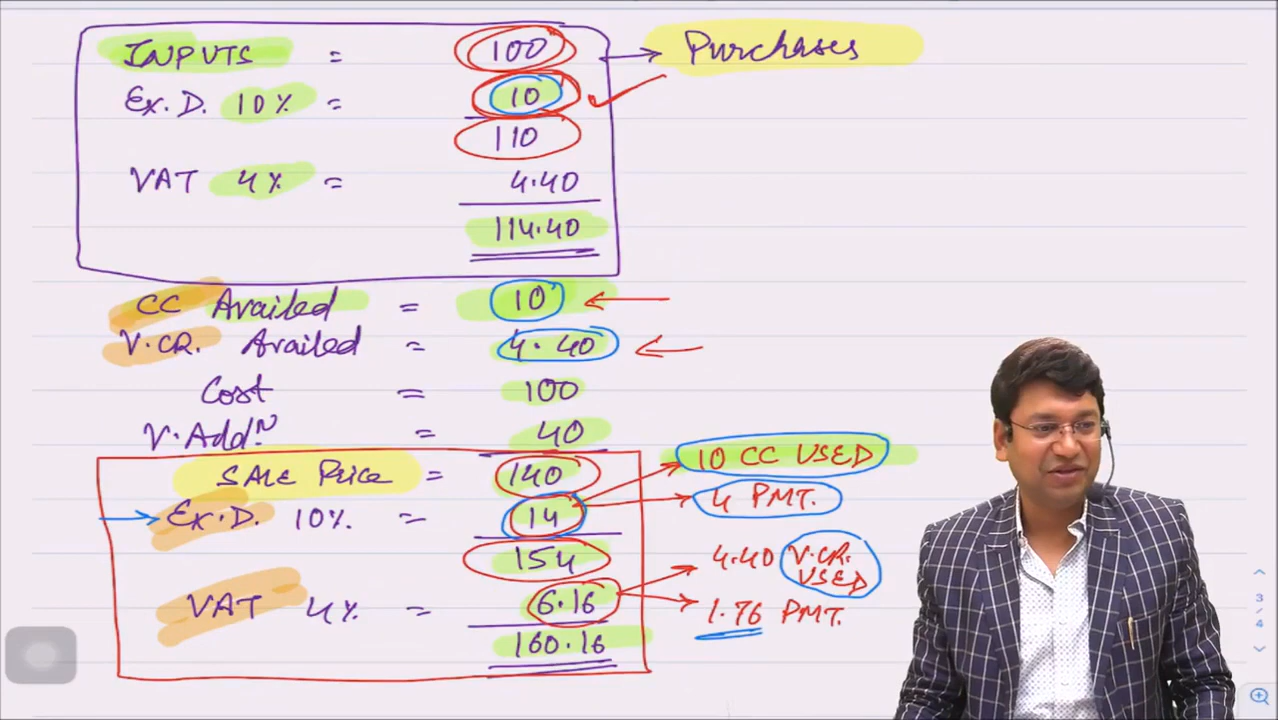 INPUTS = 100 → Purchases
Ex.D. 10% = 10 ✓
110
VAT 4% = 4.40
114.40
CC Availed = 10 ←
V.CR. Availed = 4.40 ←
Cost = 100
V.Addⁿ = 40
SALE Price = 140 → 10 CC USED
→ Ex.D. 10% = 14 → 4 PMT.
154 4.40 V.CR. USED
VAT 4% = 6.16 → 1.76 PMT.
160.16
3
4